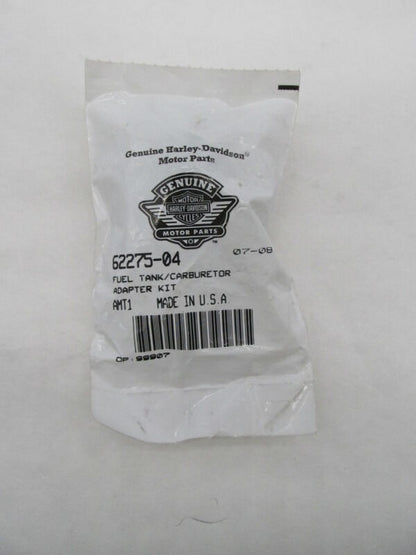 Genuine Harley-Davidson®
Motor Parts
GENUINE
MOTOR
HARLEY-DAVIDSON
CYCLES
MOTOR PARTS
™
62275-04 07-08
FUEL TANK/CARBURETOR
ADAPTER KIT
AMT1 MADE IN U.S.A
OP: 99907